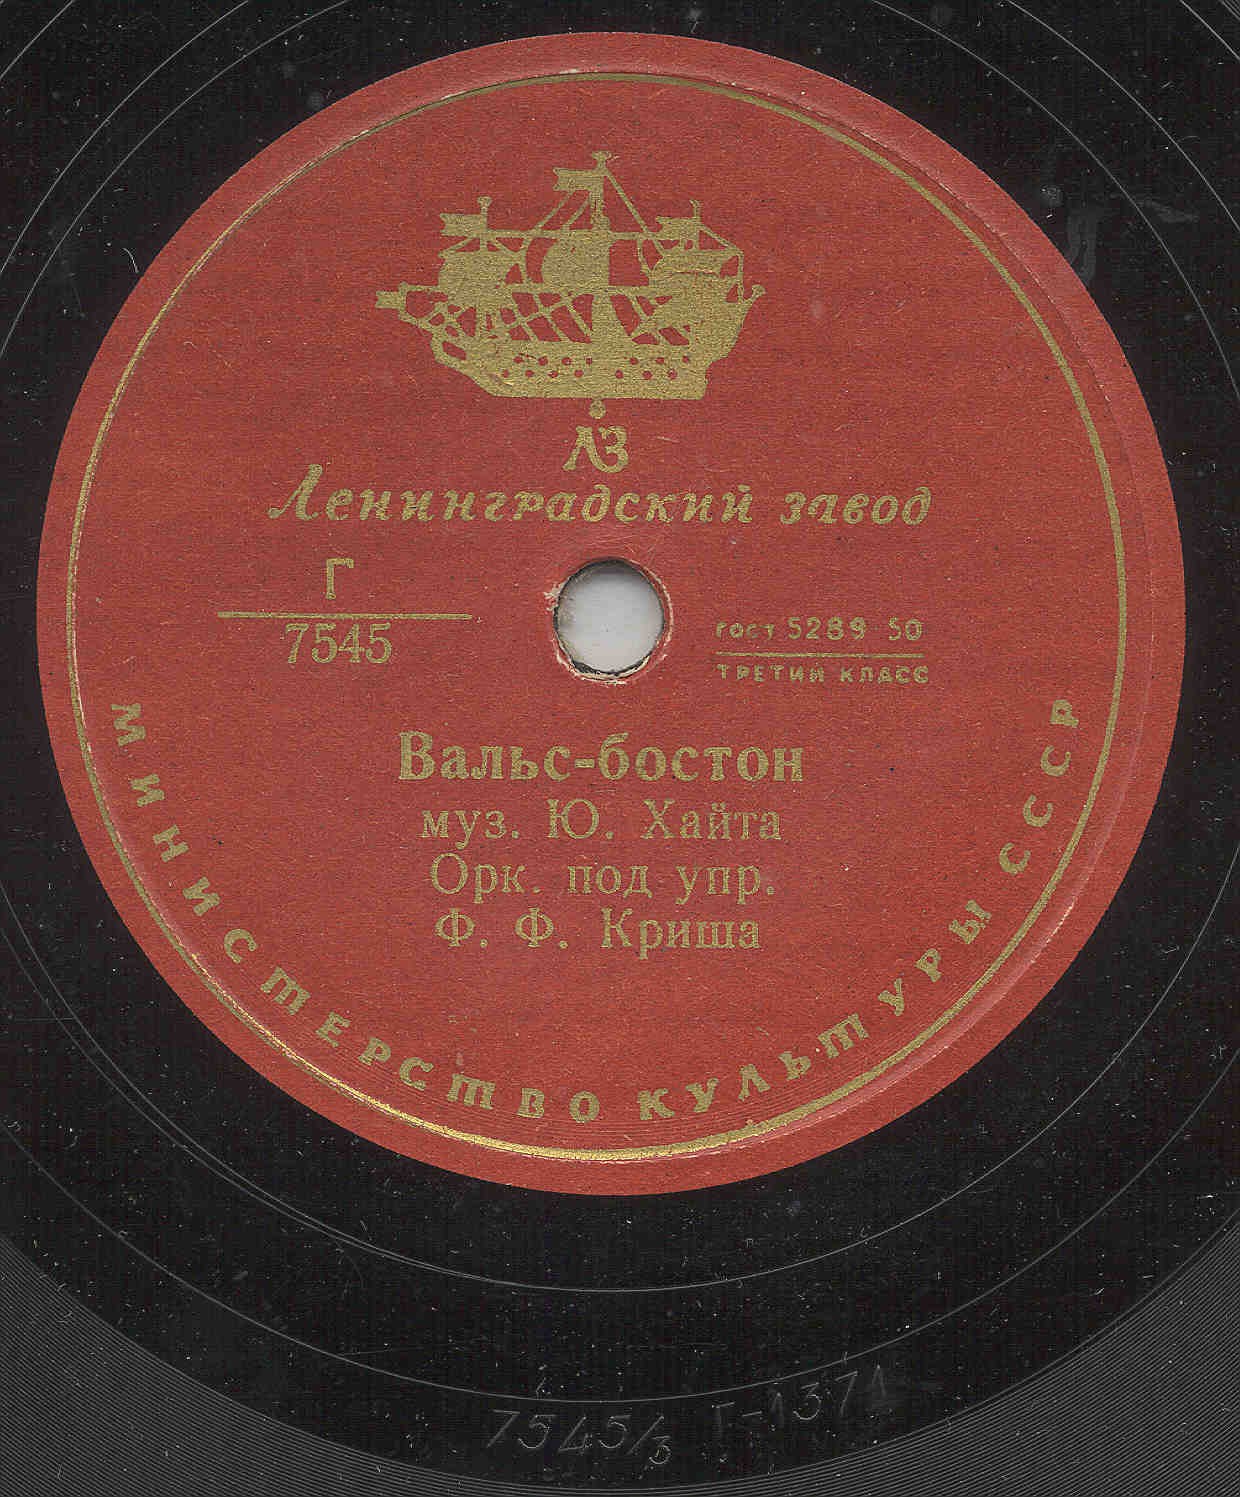 ЛЗ
Ленинградский завод
Г
7545
ГОСТ 5289 50
ТРЕТИЙ КЛАСС
Вальс-бостон
муз. Ю. Хайта
Орк. под упр.
Ф. Ф. Криша
МИНИСТЕРСТВО КУЛЬТУРЫ СССР
7545/3 Г-1371